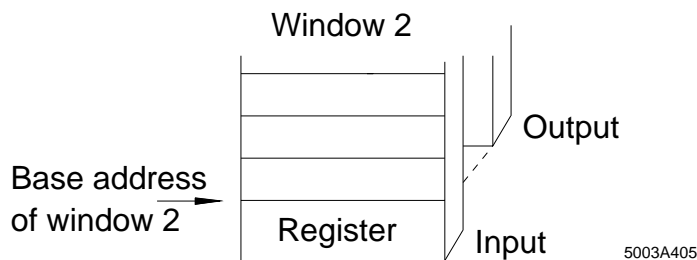 Window 2
Output
Base address
of window 2
Register
Input
5003A405